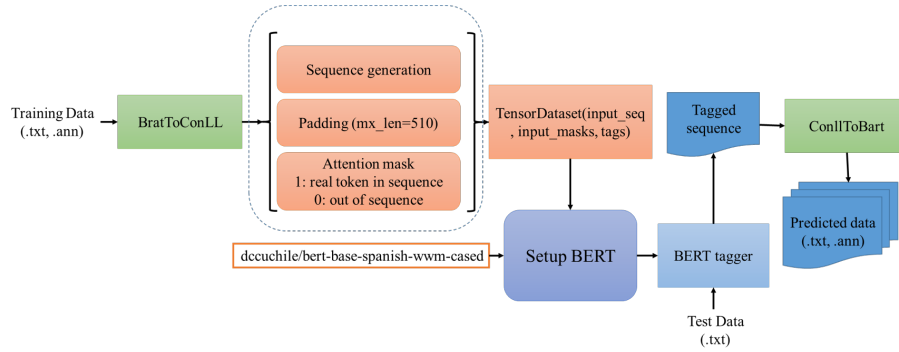 Training Data
(.txt, .ann)
BratToConLL
Sequence generation
Padding (mx_len=510)
Attention mask
1: real token in sequence
0: out of sequence
TensorDataset(input_seq
, input_masks, tags)
Tagged
sequence
ConllToBart
Predicted data
(.txt, .ann)
dccuchile/bert-base-spanish-wwm-cased
Setup BERT
BERT tagger
Test Data
(.txt)